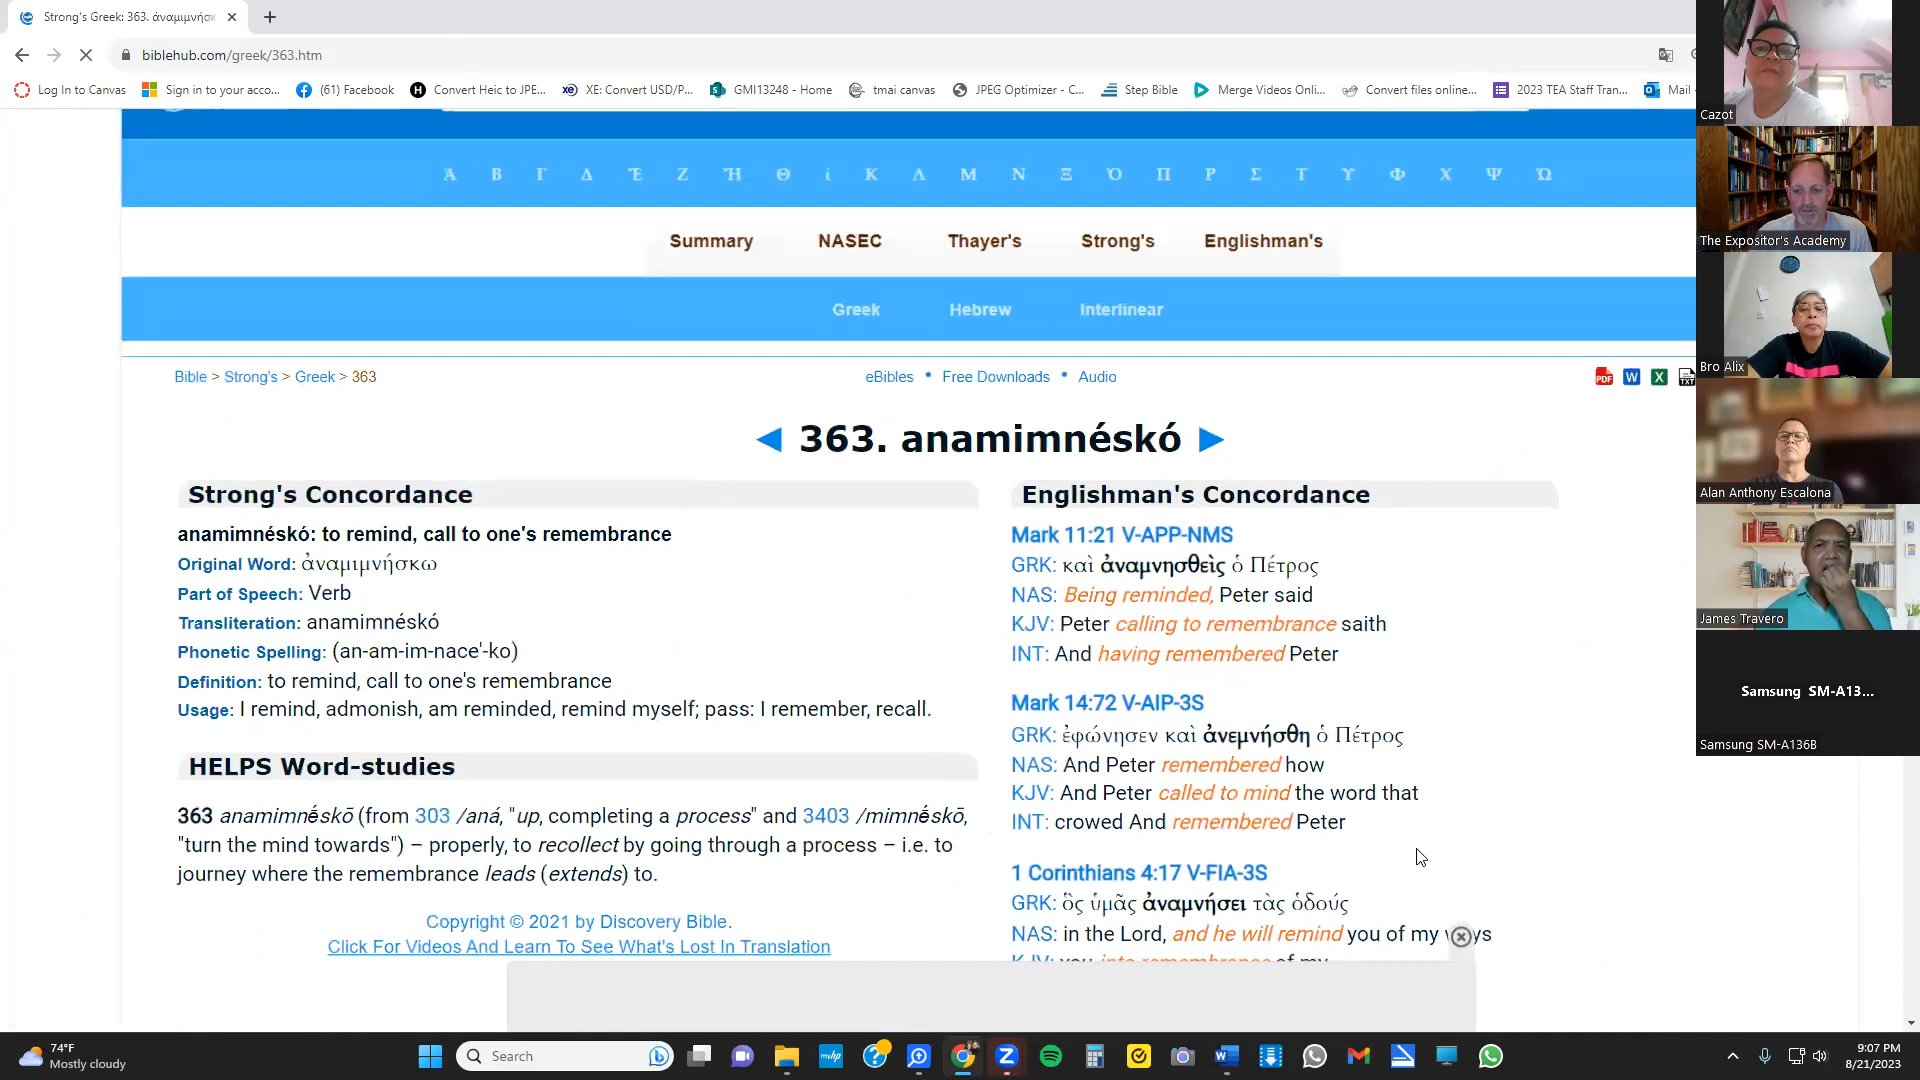 Strong's Greek: 363. ἀναμιμνήσκ
biblehub.com/greek/363.htm
Log In to Canvas
Sign in to your acco...
(61) Facebook
Convert Heic to JPE...
XE: Convert USD/P...
GMI13248 - Home
tmai canvas
JPEG Optimizer - C...
Step Bible
Merge Videos Onli...
Convert files online...
2023 TEA Staff Tran...
Mail
Ἀ Β Γ Δ Ἐ Ζ Ἢ Θ ἰ Κ Λ Μ Ν Ξ Ὀ Π Ρ Σ Τ Υ Φ Χ Ψ Ὠ
Summary NASEC Thayer's Strong's Englishman's
Greek Hebrew Interlinear
Bible > Strong's > Greek > 363
eBibles • Free Downloads • Audio
PDF W X TXT
◀ 363. anamimnéskó ▶
Strong's Concordance
anamimnéskó: to remind, call to one's remembrance
Original Word: ἀναμιμνήσκω
Part of Speech: Verb
Transliteration: anamimnéskó
Phonetic Spelling: (an-am-im-nace'-ko)
Definition: to remind, call to one's remembrance
Usage: I remind, admonish, am reminded, remind myself; pass: I remember, recall.
HELPS Word-studies
363 anamimnḗskō (from 303 /aná, "up, completing a process" and 3403 /mimnḗskō,
"turn the mind towards") – properly, to recollect by going through a process – i.e. to
journey where the remembrance leads (extends) to.
Copyright © 2021 by Discovery Bible.
Click For Videos And Learn To See What's Lost In Translation
Englishman's Concordance
Mark 11:21 V-APP-NMS
GRK: καὶ ἀναμνησθεὶς ὁ Πέτρος
NAS: Being reminded, Peter said
KJV: Peter calling to remembrance saith
INT: And having remembered Peter
Mark 14:72 V-AIP-3S
GRK: ἐφώνησεν καὶ ἀνεμνήσθη ὁ Πέτρος
NAS: And Peter remembered how
KJV: And Peter called to mind the word that
INT: crowed And remembered Peter
1 Corinthians 4:17 V-FIA-3S
GRK: ὃς ὑμᾶς ἀναμνήσει τὰς ὁδούς
NAS: in the Lord, and he will remind you of my ways
KJV: you into remembrance of my
Cazot
The Expositor's Academy
Bro Alix
Alan Anthony Escalona
James Travero
Samsung SM-A13...
Samsung SM-A136B
74°F
Mostly cloudy
Search
myhp
9:07 PM
8/21/2023